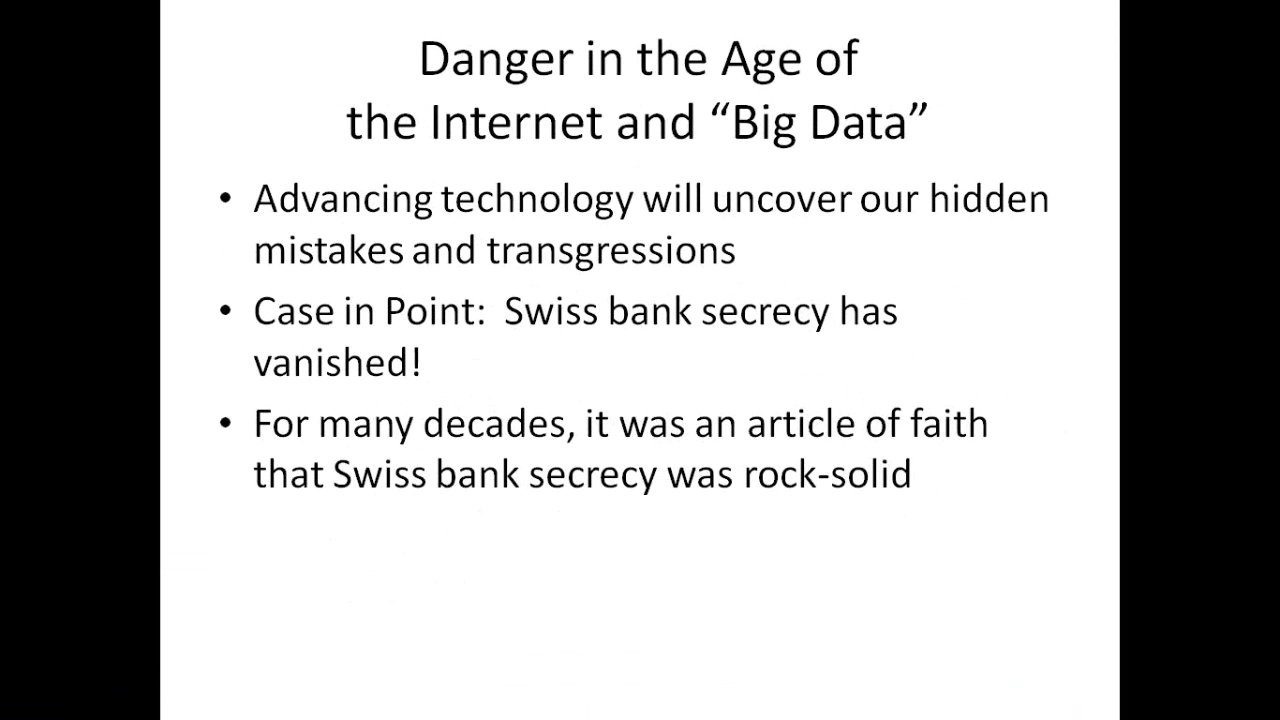 Danger in the Age of
the Internet and “Big Data”
• Advancing technology will uncover our hidden
mistakes and transgressions
• Case in Point:  Swiss bank secrecy has
vanished!
• For many decades, it was an article of faith
that Swiss bank secrecy was rock-solid